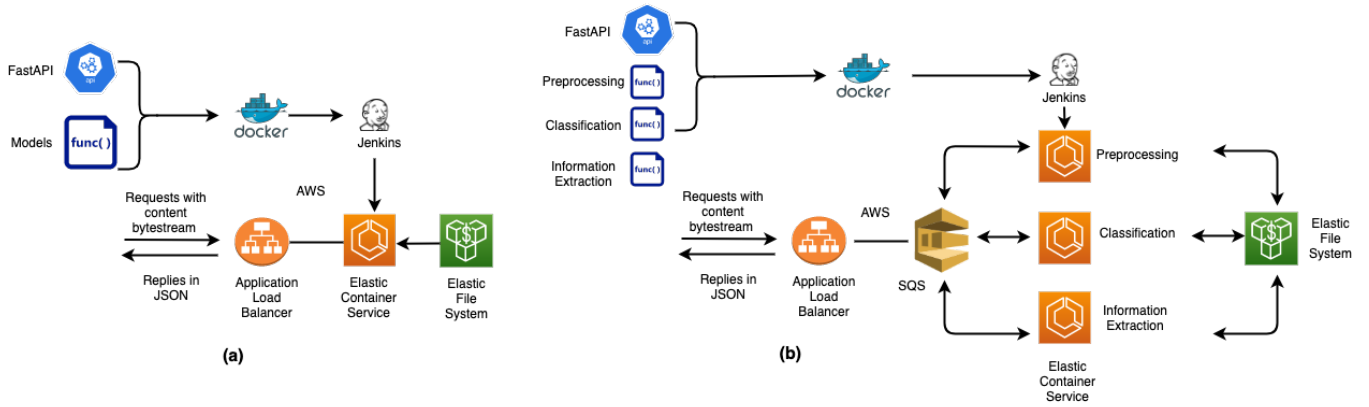 FastAPI
api
Models
func( )
docker
Jenkins
AWS
Requests with
content
bytestream
Replies in
JSON
Application
Load
Balancer
Elastic
Container
Service
$
Elastic
File
System
(a)
FastAPI
api
Preprocessing
func( )
Classification
func( )
Information
Extraction
func( )
docker
Jenkins
Preprocessing
Requests with
content
bytestream
Replies in
JSON
AWS
Application
Load
Balancer
SQS
Classification
Information
Extraction
Elastic
Container
Service
$
Elastic
File
System
(b)